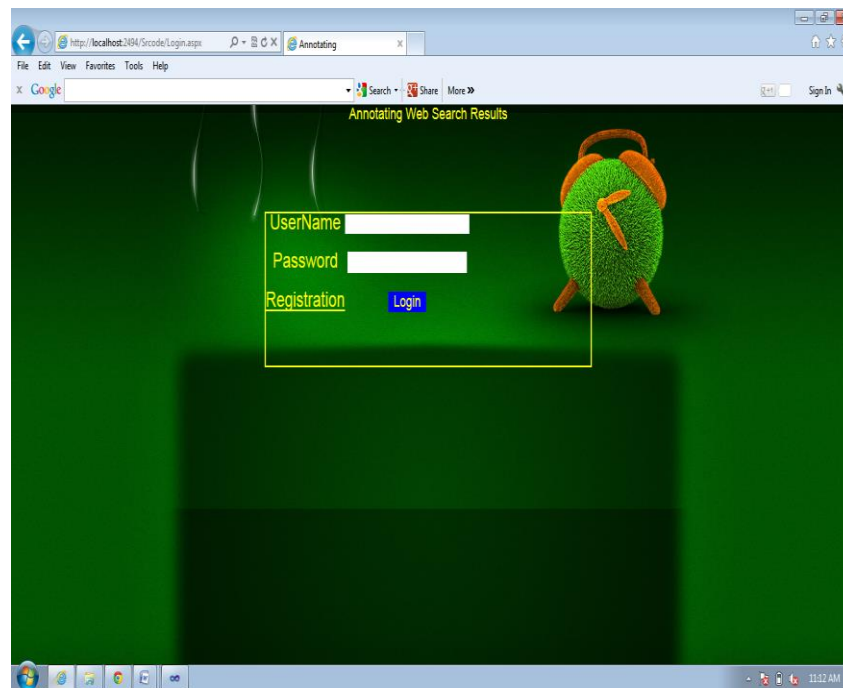 http://localhost:2494/Srcode/Login.aspx
Annotating
File Edit View Favorites Tools Help
x Google Search Share More »
Sign In
Annotating Web Search Results
UserName
Password
Registration Login
11:12 AM